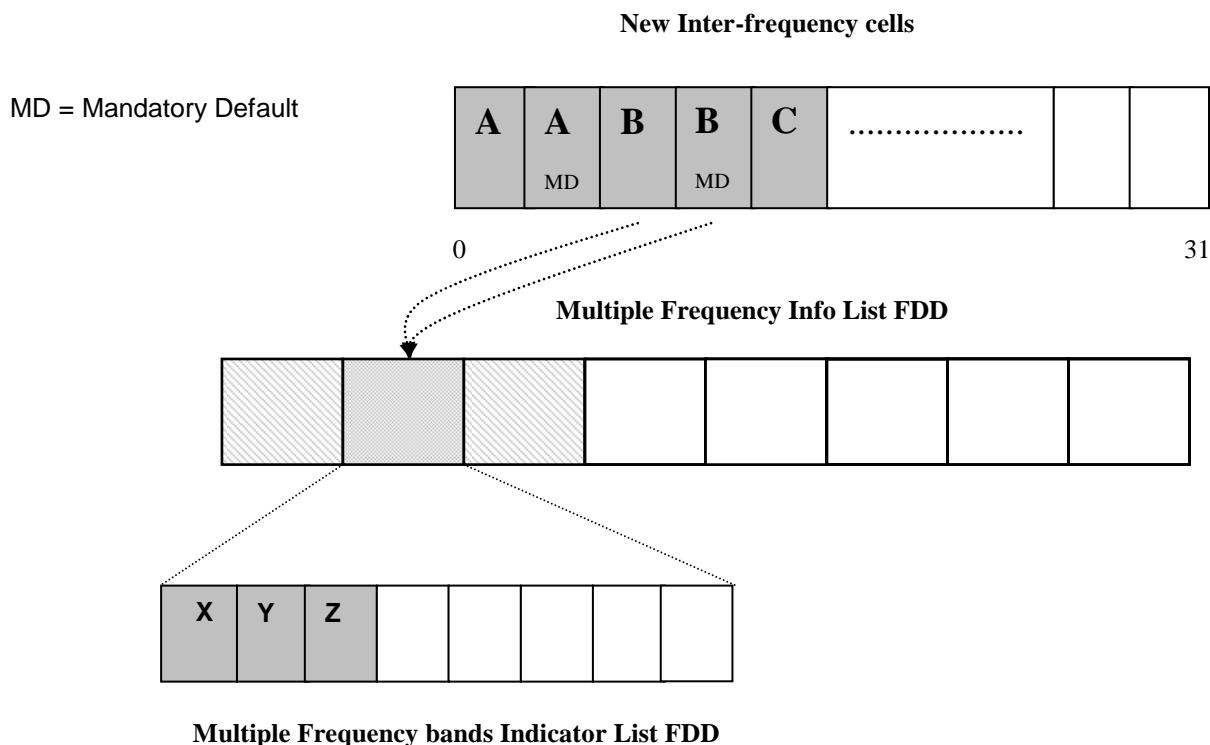 New Inter-frequency cells
MD = Mandatory Default
A A B B C ...................
MD MD
0 31
Multiple Frequency Info List FDD
X Y Z
Multiple Frequency bands Indicator List FDD